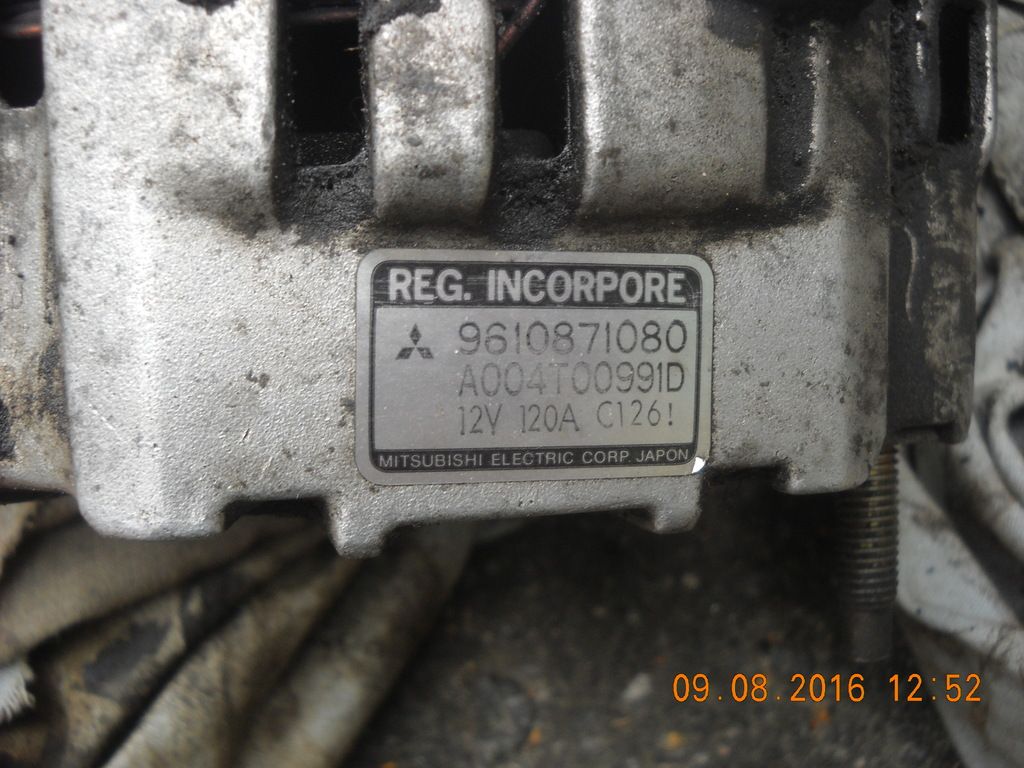 REG. INCORPORE
9610871080
A004T00991D
12V 120A C126!
MITSUBISHI ELECTRIC CORP. JAPON
09.08.2016 12:52